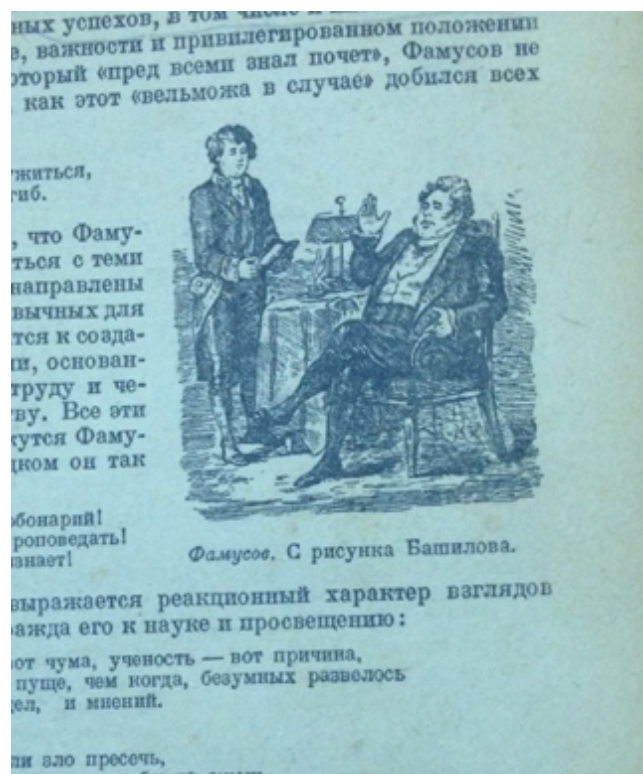 ных успехов, в том числе и
е, важности и привилегированном положении
оторый «пред всеми знал почет», Фамусов не
как этот «вельможа в случае» добился всех
житься,
гиб.
, что Фаму-
ться с теми
направлены
вычных для
тся к созда-
ии, основан-
труду и че-
ву. Все эти
кутся Фаму-
дком он так
бонарий!
роповедать!
знает!
Фамусов. С рисунка Башилова.
выражается реакционный характер взглядов
ажда его к науке и просвещению:
от чума, ученость — вот причина,
пуще, чем когда, безумных развелось
ел, и мнений.
ли зло пресечь,